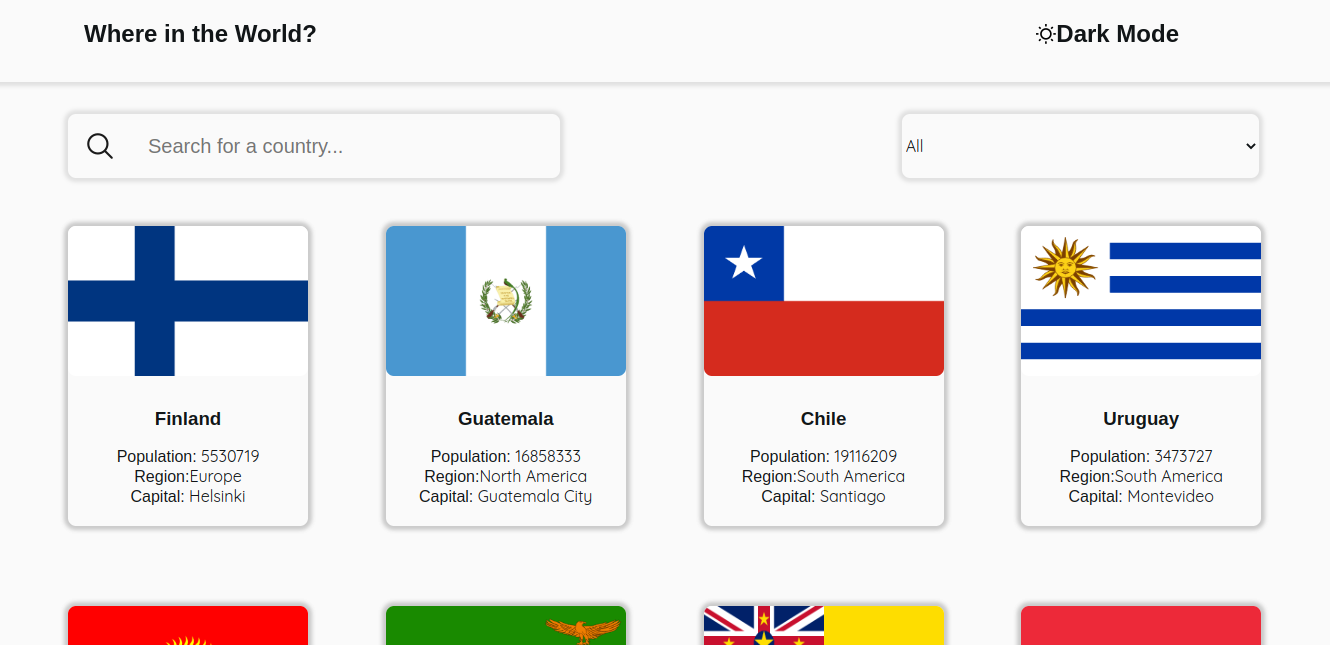 Where in the World?
Dark Mode
Search for a country...
All
Finland
Population: 5530719
Region:Europe
Capital: Helsinki
Guatemala
Population: 16858333
Region:North America
Capital: Guatemala City
Chile
Population: 19116209
Region:South America
Capital: Santiago
Uruguay
Population: 3473727
Region:South America
Capital: Montevideo